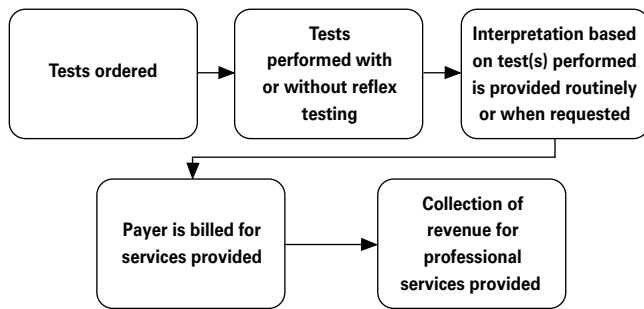 Tests ordered
Tests
performed with
or without reflex
testing
Interpretation based
on test(s) performed
is provided routinely
or when requested
Payer is billed for
services provided
Collection of
revenue for
professional
services provided